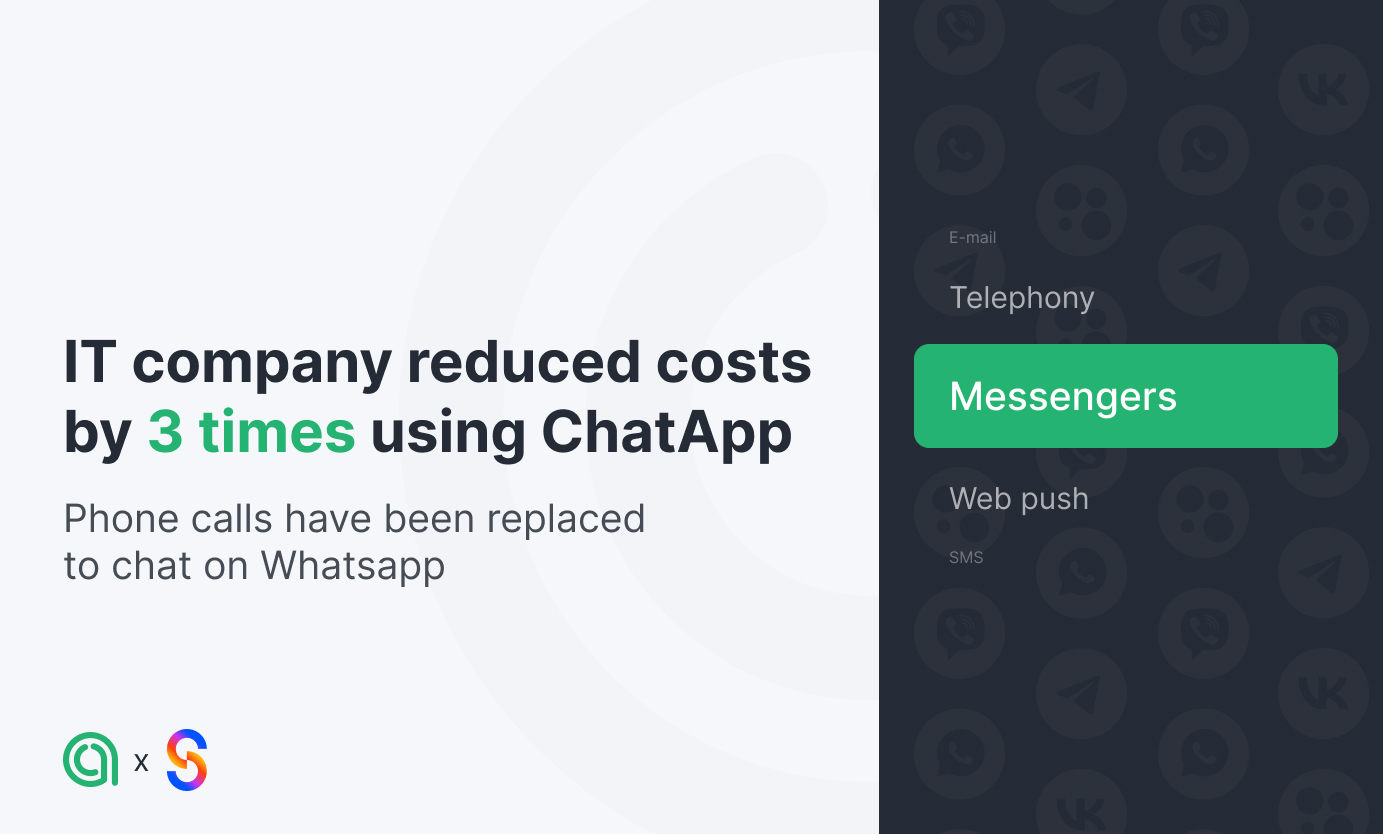 IT company reduced costs
by 3 times using ChatApp
Phone calls have been replaced
to chat on Whatsapp
x
E-mail
Telephony
Messengers
Web push
SMS